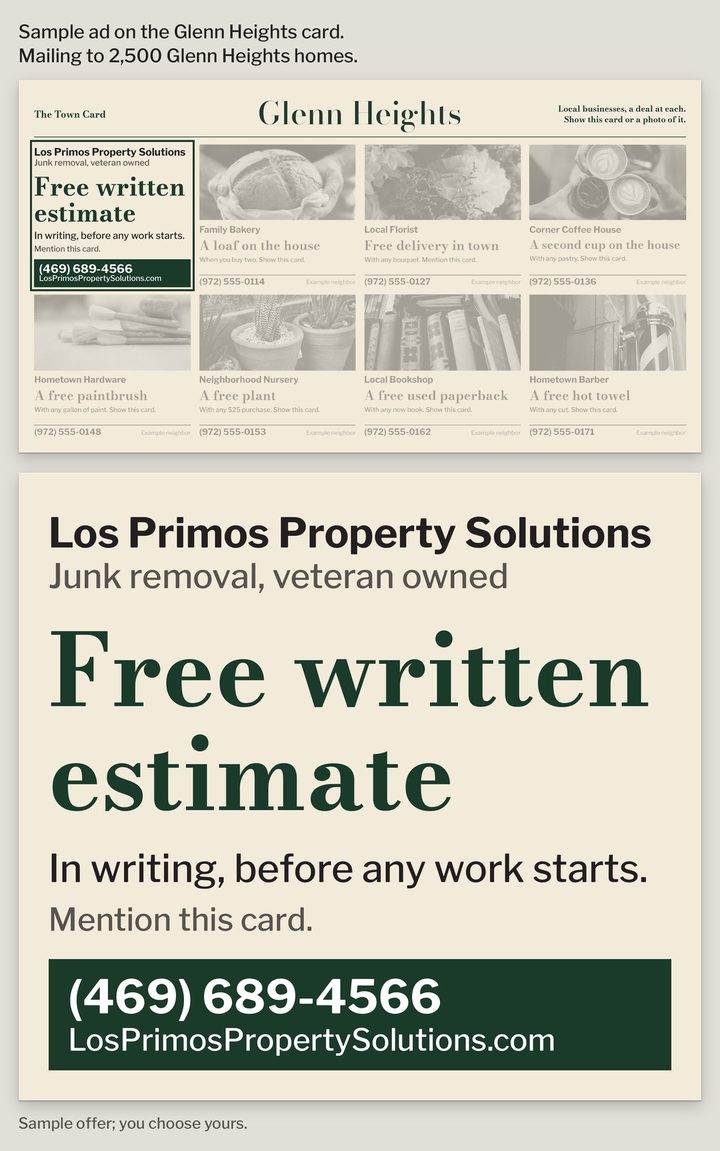 Sample ad on the Glenn Heights card.
Mailing to 2,500 Glenn Heights homes.
The Town Card
Glenn Heights
Local businesses, a deal at each.
Show this card or a photo of it.
Los Primos Property Solutions
Junk removal, veteran owned
Free written
estimate
In writing, before any work starts.
Mention this card.
(469) 689-4566
LosPrimosPropertySolutions.com
Family Bakery
A loaf on the house
When you buy two. Show this card.
(972) 555-0114
Example neighbor
Local Florist
Free delivery in town
With any bouquet. Mention this card.
(972) 555-0127
Example neighbor
Corner Coffee House
A second cup on the house
With any pastry. Show this card.
(972) 555-0136
Example neighbor
Hometown Hardware
A free paintbrush
With any gallon of paint. Show this card.
(972) 555-0148
Example neighbor
Neighborhood Nursery
A free plant
With any $25 purchase. Show this card.
(972) 555-0153
Example neighbor
Local Bookshop
A free used paperback
With any new book. Show this card.
(972) 555-0162
Example neighbor
Hometown Barber
A free hot towel
With any cut. Show this card.
(972) 555-0171
Example neighbor
Los Primos Property Solutions
Junk removal, veteran owned
Free written
estimate
In writing, before any work starts.
Mention this card.
(469) 689-4566
LosPrimosPropertySolutions.com
Sample offer; you choose yours.